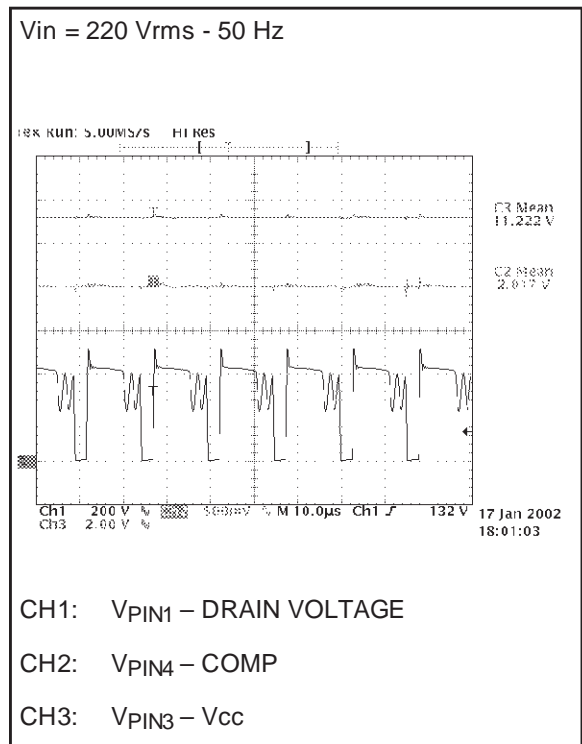 Vin = 220 Vrms - 50 Hz
Tek Run: 5.00MS/s HI Res
C3 Mean
11.222 V
C2 Mean
2.017 V
Ch1 200 V M 10.0µs Ch1 132 V
Ch3 2.00 V
17 Jan 2002
18:01:03
CH1: VPIN1 – DRAIN VOLTAGE
CH2: VPIN4 – COMP
CH3: VPIN3 – Vcc